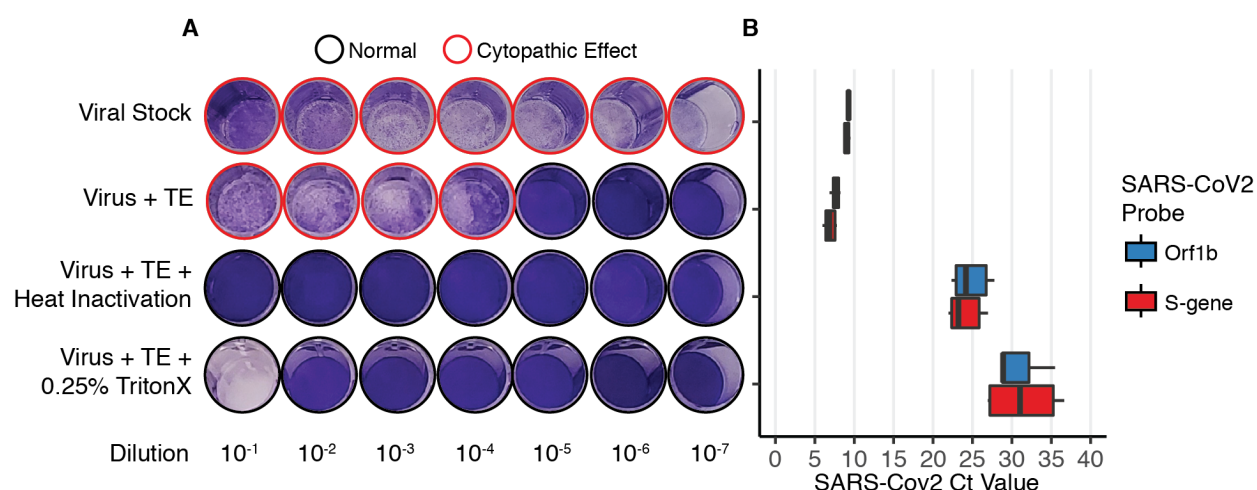 A
B
Normal
Cytopathic Effect
Viral Stock
Virus + TE
Virus + TE +
Heat Inactivation
Virus + TE +
0.25% TritonX
Dilution
10⁻¹
10⁻²
10⁻³
10⁻⁴
10⁻⁵
10⁻⁶
10⁻⁷
0 5 10 15 20 25 30 35 40
SARS-Cov2 Ct Value
SARS-CoV2
Probe
Orf1b
S-gene